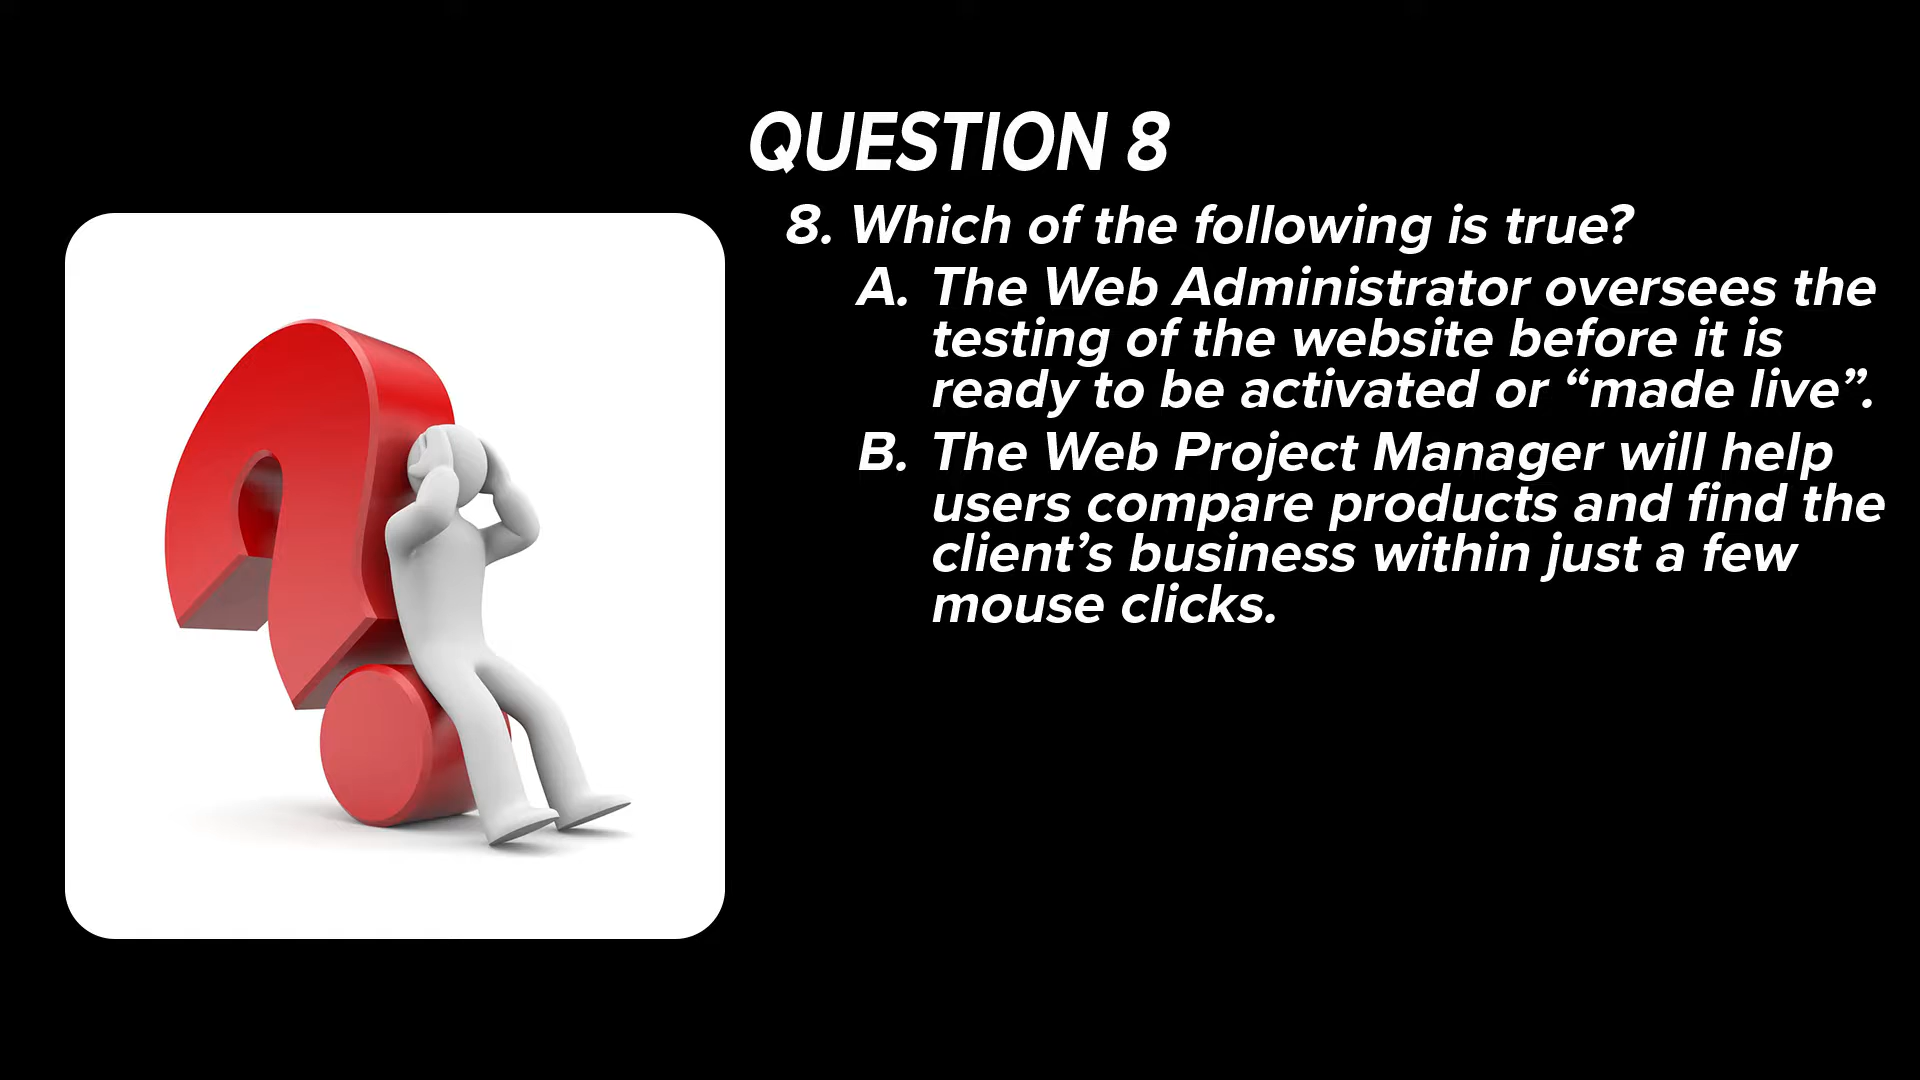 QUESTION 8
8. Which of the following is true?
A. The Web Administrator oversees the
testing of the website before it is
ready to be activated or “made live”.
B. The Web Project Manager will help
users compare products and find the
client’s business within just a few
mouse clicks.